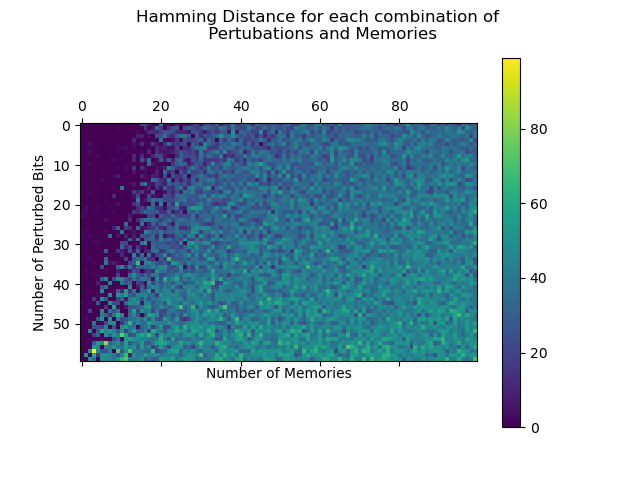 Hamming Distance for each combination of
Pertubations and Memories
0 20 40 60 80
Number of Perturbed Bits
0
10
20
30
40
50
Number of Memories
80
60
40
20
0